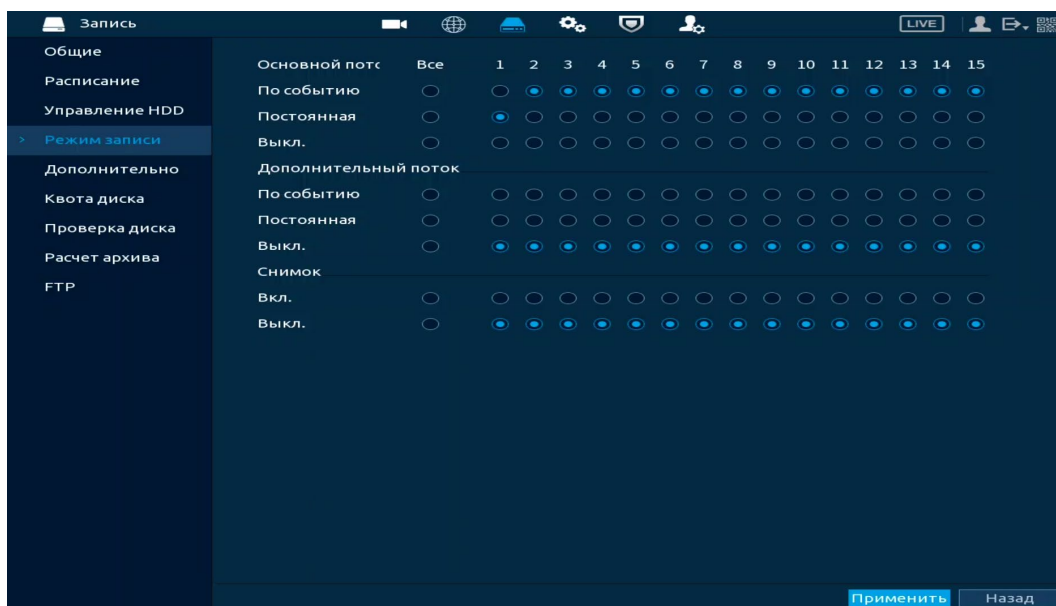 Запись LIVE
Общие
Расписание
Управление HDD
> Режим записи
Дополнительно
Квота диска
Проверка диска
Расчет архива
FTP
Основной пото Все 1 2 3 4 5 6 7 8 9 10 11 12 13 14 15
По событию
Постоянная
Выкл.
Дополнительный поток
По событию
Постоянная
Выкл.
Снимок
Вкл.
Выкл.
Применить Назад